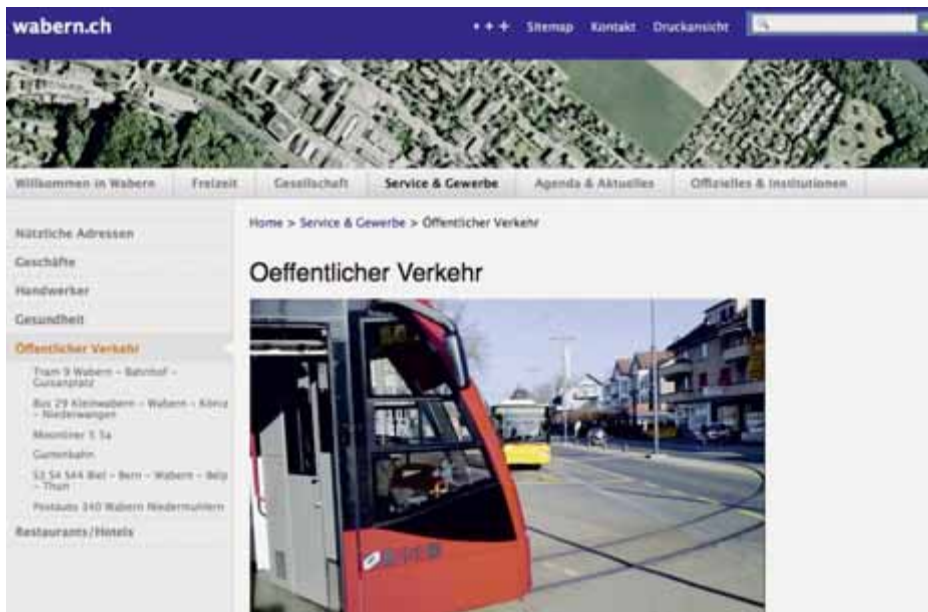 wabern.ch
Sitemap Kontakt Druckansicht
Willkommen in Wabern Freizeit Gesellschaft Service & Gewerbe Agenda & Aktuelles Offizielles & Institutionen
Home > Service & Gewerbe > Öffentlicher Verkehr
Nützliche Adressen
Geschäfte
Handwerker
Gesundheit
Öffentlicher Verkehr
Tram 9 Wabern – Bahnhof –
Guisanplatz
Bus 29 Kleinwabern – Wabern – Köniz
– Niederwangen
Moonliner 5 5a
Gurtenbahn
S3 S4 S44 Biel – Bern – Wabern – Belp
– Thun
Postauto 340 Wabern Niedermuhlern
Restaurants/Hotels
Oeffentlicher Verkehr